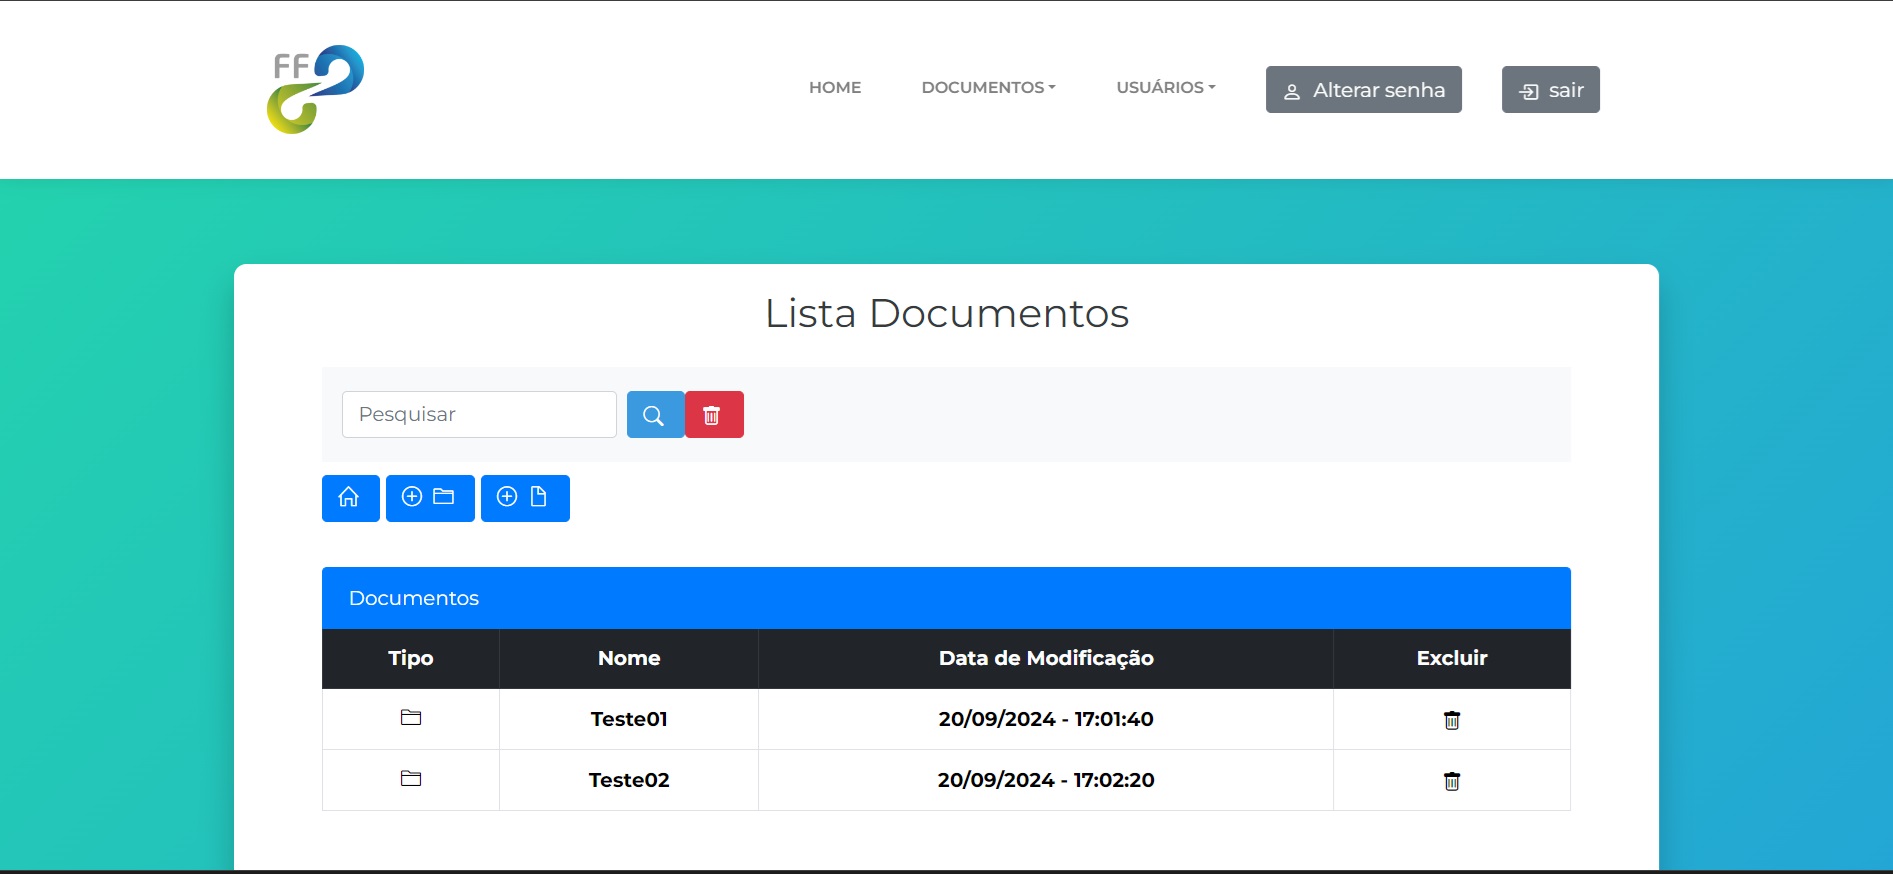 FF
HOME DOCUMENTOS USUÁRIOS Alterar senha sair
Lista Documentos
Pesquisar
Documentos
Tipo Nome Data de Modificação Excluir
Teste01 20/09/2024 - 17:01:40
Teste02 20/09/2024 - 17:02:20